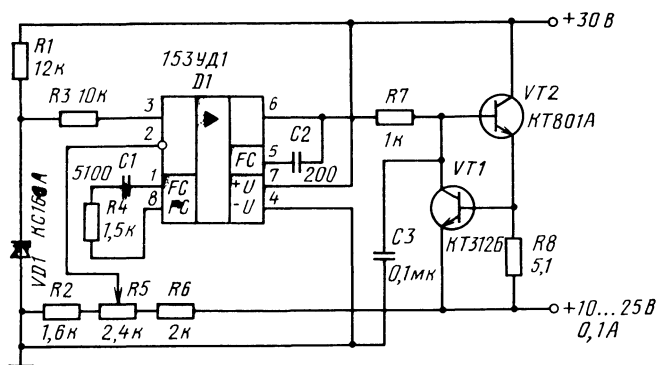 +30 В
R1
12к
153УД1
D1
R3 10к
3
6
R7
1к
VT2
КТ801А
2
C2
5
FC
200
VT1
5100
C1
1
FC
7
+U
8
-U
4
R4
1,5к
КТ312Б
C3
0,1мк
R8
5,1
VD1
R2
R5
R6
1,6к
2,4к
2к
+10...25В
0,1А